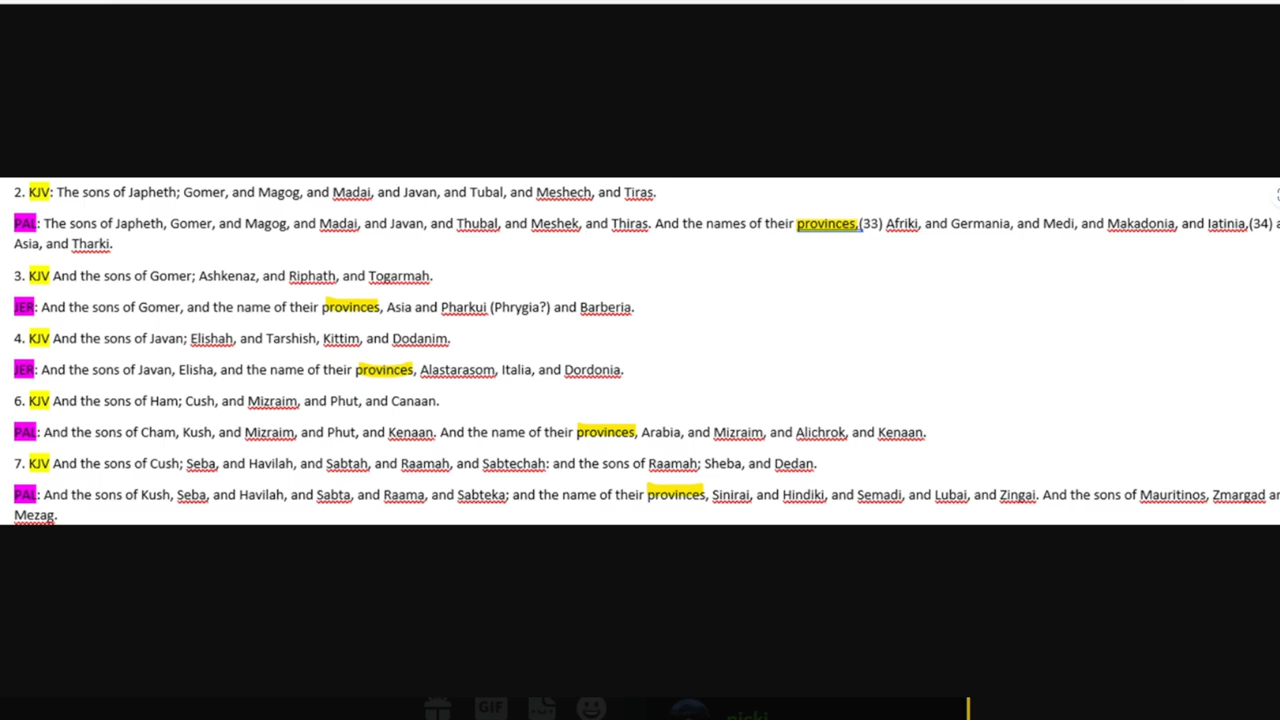 2. KJV: The sons of Japheth; Gomer, and Magog, and Madai, and Javan, and Tubal, and Meshech, and Tiras.
PAL: The sons of Japheth, Gomer, and Magog, and Madai, and Javan, and Thubal, and Meshek, and Thiras. And the names of their provinces,(33) Afriki, and Germania, and Medi, and Makadonia, and Iatinia,(34)
Asia, and Tharki.
3. KJV And the sons of Gomer; Ashkenaz, and Riphath, and Togarmah.
JER: And the sons of Gomer, and the name of their provinces, Asia and Pharkui (Phrygia?) and Barberia.
4. KJV And the sons of Javan; Elishah, and Tarshish, Kittim, and Dodanim.
JER: And the sons of Javan, Elisha, and the name of their provinces, Alastarasom, Italia, and Dordonia.
6. KJV And the sons of Ham; Cush, and Mizraim, and Phut, and Canaan.
PAL: And the sons of Cham, Kush, and Mizraim, and Phut, and Kenaan. And the name of their provinces, Arabia, and Mizraim, and Alichrok, and Kenaan.
7. KJV And the sons of Cush; Seba, and Havilah, and Sabtah, and Raamah, and Sabtechah: and the sons of Raamah; Sheba, and Dedan.
PAL: And the sons of Kush, Seba, and Havilah, and Sabta, and Raama, and Sabteka; and the name of their provinces, Sinirai, and Hindiki, and Semadi, and Lubai, and Zingai. And the sons of Mauritinos, Zmargad
Mezag.
GIF